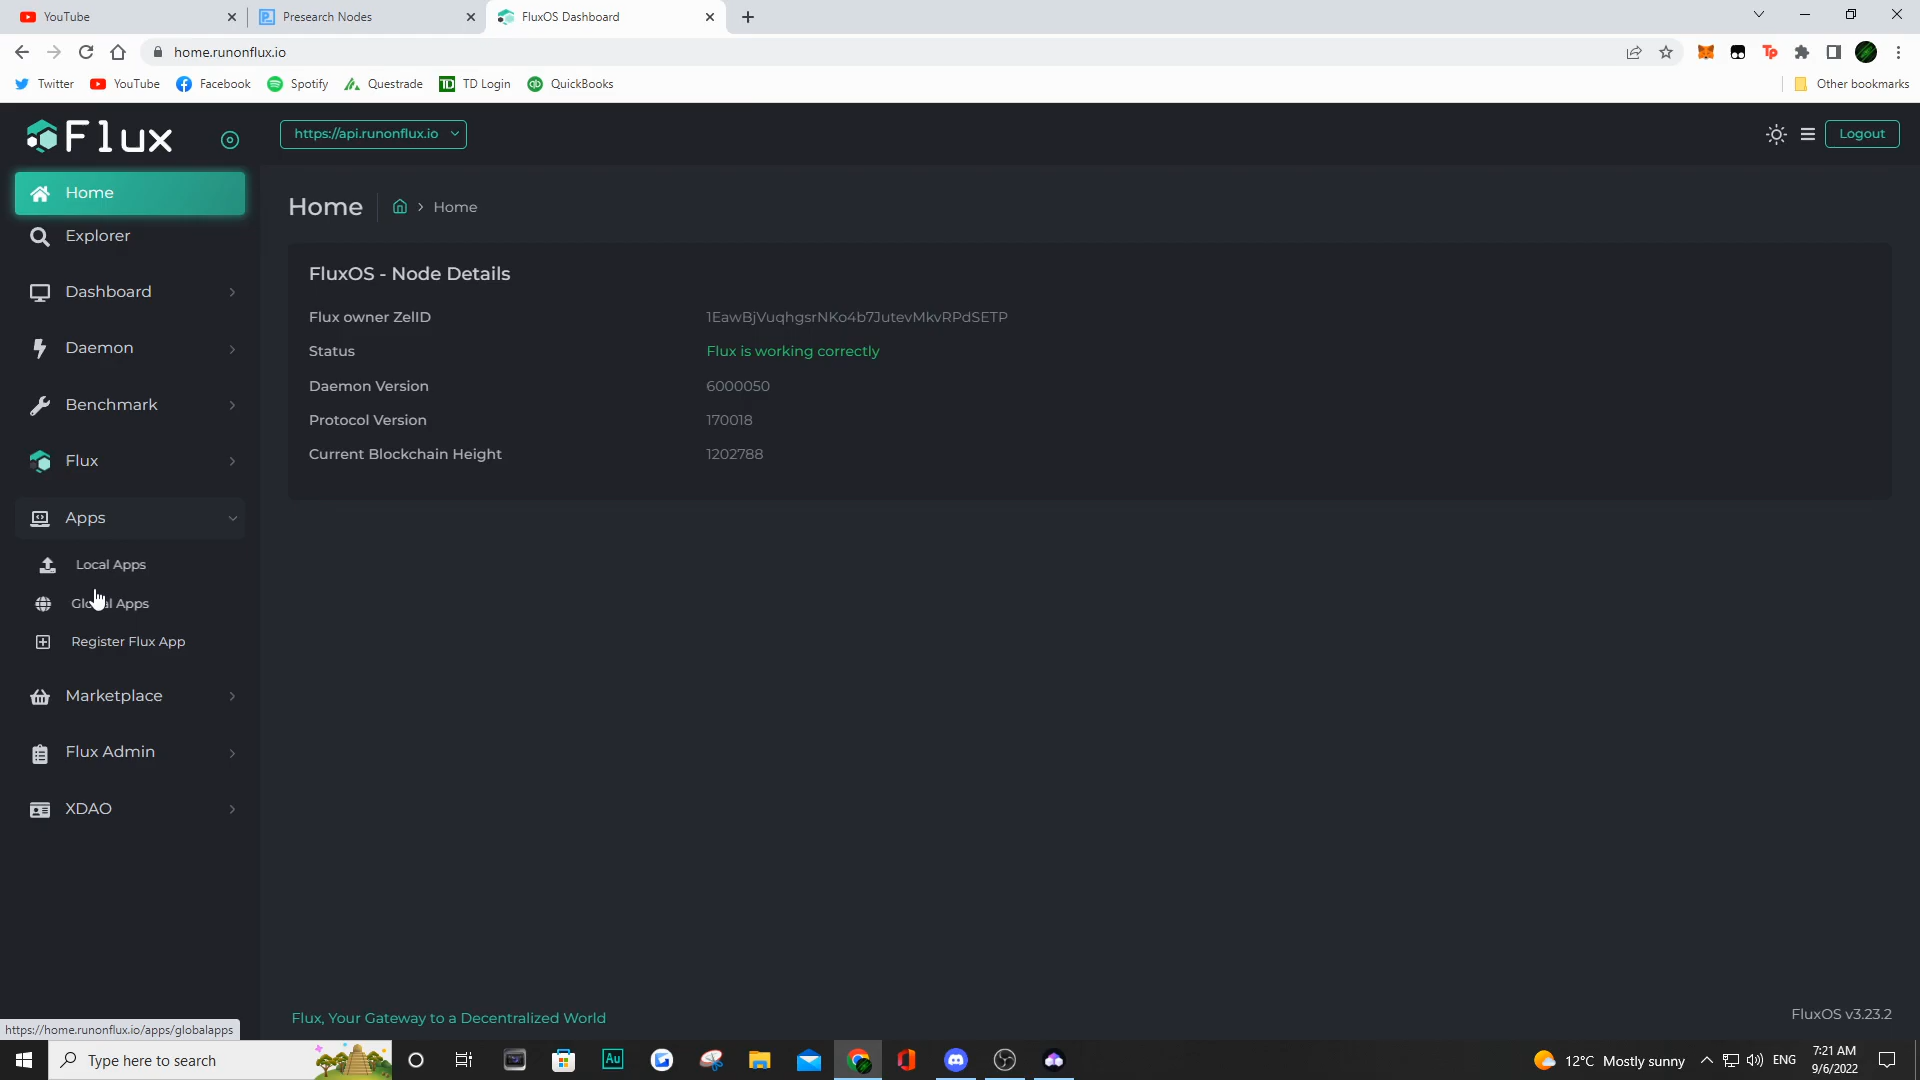 YouTube
Presearch Nodes
FluxOS Dashboard
home.runonflux.io
Tp
Twitter
YouTube
Facebook
Spotify
Questrade
TD Login
QuickBooks
Other bookmarks
Flux
https://api.runonflux.io
Logout
Home
Explorer
Dashboard
Daemon
Benchmark
Flux
Apps
Local Apps
Global Apps
Register Flux App
Marketplace
Flux Admin
XDAO
Home
Home
FluxOS - Node Details
Flux owner ZelID 1EawBjVuqhgsrNKo4b7JutevMkvRPdSETP
Status Flux is working correctly
Daemon Version 6000050
Protocol Version 170018
Current Blockchain Height 1202788
Flux, Your Gateway to a Decentralized World
FluxOS v3.23.2
https://home.runonflux.io/apps/globalapps
Type here to search
Au
12°C Mostly sunny
ENG
7:21 AM
9/6/2022